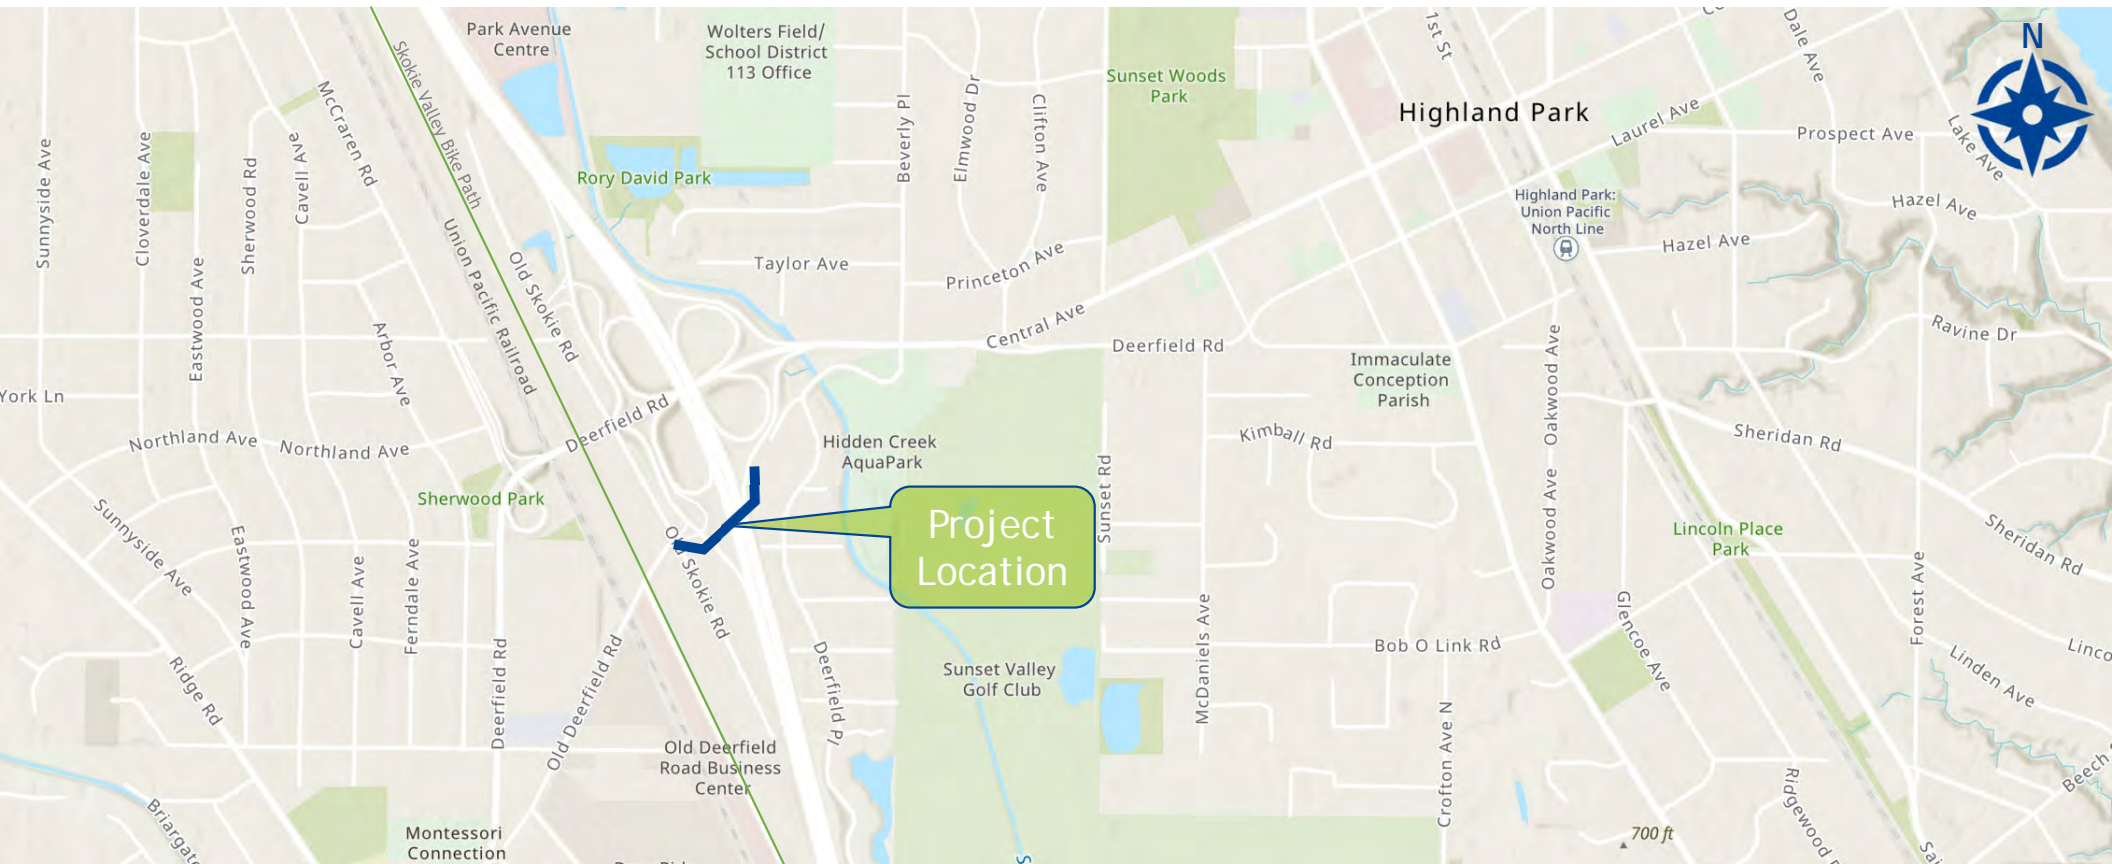 Park Avenue
Centre
Wolters Field/
School District
113 Office
Sunset Woods
Park
1st St
Dale Ave
N
Highland Park
Laurel Ave
Prospect Ave
Lake Ave
Skokie Valley Bike Path
McCraren Rd
Sunnyside Ave
Cloverdale Ave
Sherwood Rd
Cavell Ave
Beverly Pl
Elmwood Dr
Clifton Ave
Rory David Park
Highland Park:
Union Pacific
North Line
Hazel Ave
Hazel Ave
Eastwood Ave
Union Pacific Railroad
Old Skokie Rd
Taylor Ave
Princeton Ave
Central Ave
Deerfield Rd
Ravine Dr
Arbor Ave
Immaculate
Conception
Parish
Oakwood Ave
York Ln
Deerfield Rd
Northland Ave
Northland Ave
Hidden Creek
AquaPark
Kimball Rd
Sheridan Rd
Sherwood Park
Sunset Rd
Project
Location
Oakwood Ave
Lincoln Place
Park
Sheridan Rd
Sunnyside Ave
Eastwood Ave
Cavell Ave
Ferndale Ave
Old Skokie Rd
Forest Ave
Glencoe Ave
McDaniels Ave
Bob O Link Rd
Linco
Linden Ave
Ridge Rd
Deerfield Rd
Old Deerfield Rd
Deerfield Pl
Sunset Valley
Golf Club
Crofton Ave N
Old Deerfield
Road Business
Center
Beech
Ridgewood
Briargat
Montessori
Connection
700 ft
S
Sa